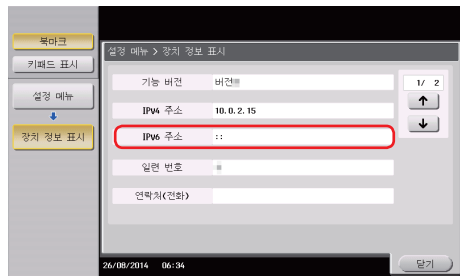 북마크
키패드 표시
설정 메뉴
장치 정보 표시
설정 메뉴 > 장치 정보 표시
기능 버전 버전
IPv4 주소 10.0.2.15
IPv6 주소 ::
일련 번호
연락처(전화)
1/ 2
26/08/2014 06:34
닫기